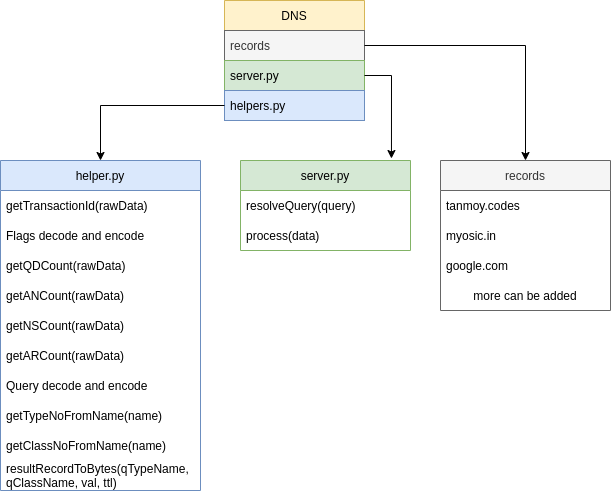 DNS
records
server.py
helpers.py
helper.py
getTransactionId(rawData)
Flags decode and encode
getQDCount(rawData)
getANCount(rawData)
getNSCount(rawData)
getARCount(rawData)
Query decode and encode
getTypeNoFromName(name)
getClassNoFromName(name)
resultRecordToBytes(qTypeName,
qClassName, val, ttl)
server.py
resolveQuery(query)
process(data)
records
tanmoy.codes
myosic.in
google.com
more can be added